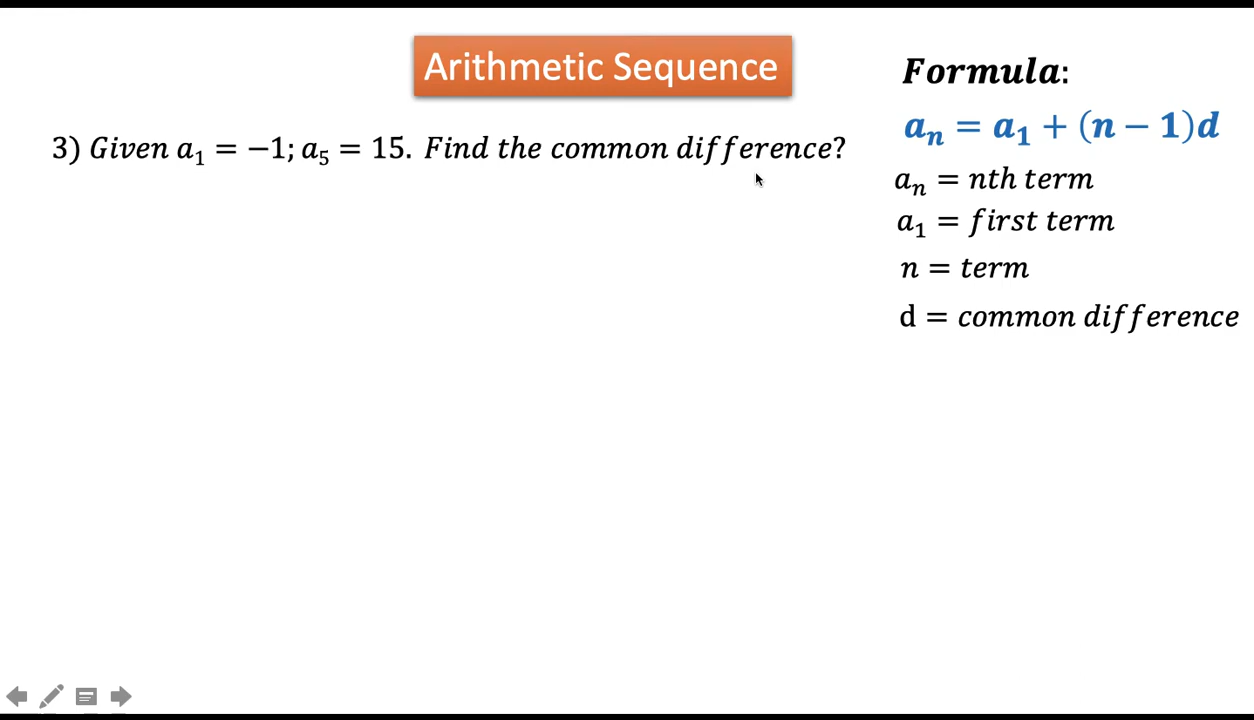 Arithmetic Sequence
Formula:
3) Given a₁ = −1; a₅ = 15. Find the common difference?
aₙ = a₁ + (n − 1)d
aₙ = nth term
a₁ = first term
n = term
d = common difference